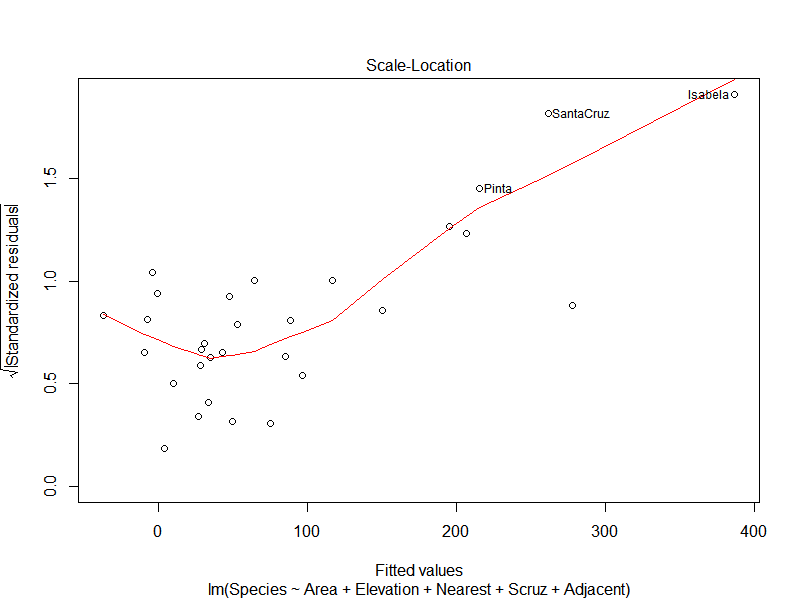 Scale-Location
√|Standardized residuals|
0.0 0.5 1.0 1.5
Isabela
SantaCruz
Pinta
0 100 200 300 400
Fitted values
lm(Species ~ Area + Elevation + Nearest + Scruz + Adjacent)